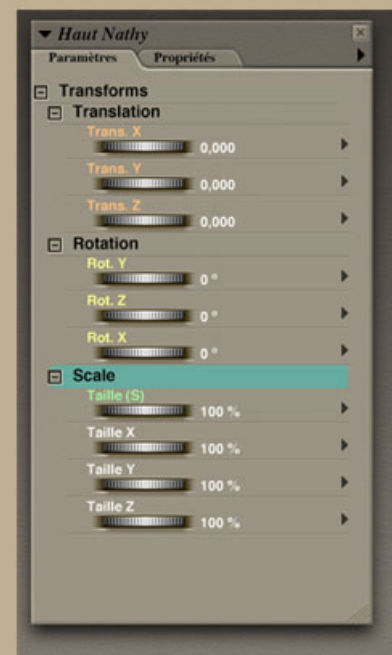 Haut Nathy
Paramètres Propriétés
Transforms
Translation
Trans. X
0,000
Trans. Y
0,000
Trans. Z
0,000
Rotation
Rot. Y
0 °
Rot. Z
0 °
Rot. X
0 °
Scale
Taille (S)
100 %
Taille X
100 %
Taille Y
100 %
Taille Z
100 %